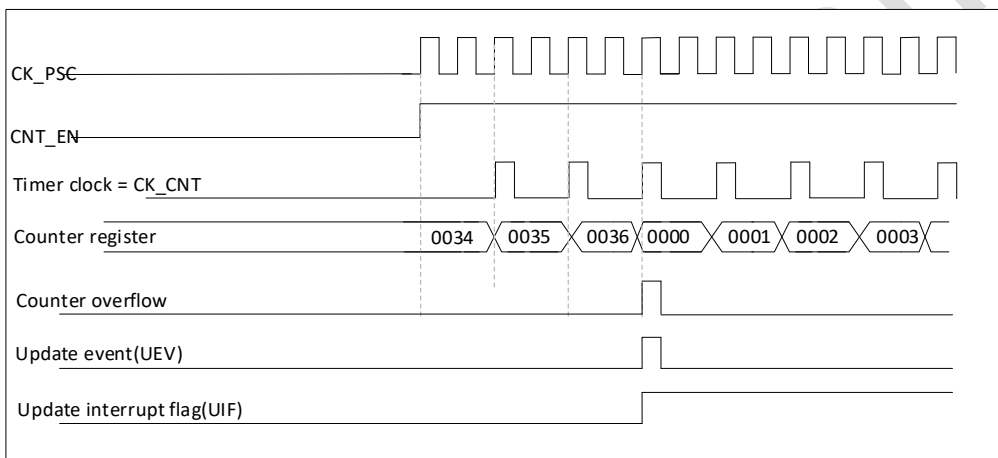 CK_PSC
CNT_EN
Timer clock = CK_CNT
Counter register 0034 0035 0036 0000 0001 0002 0003
Counter overflow
Update event(UEV)
Update interrupt flag(UIF)